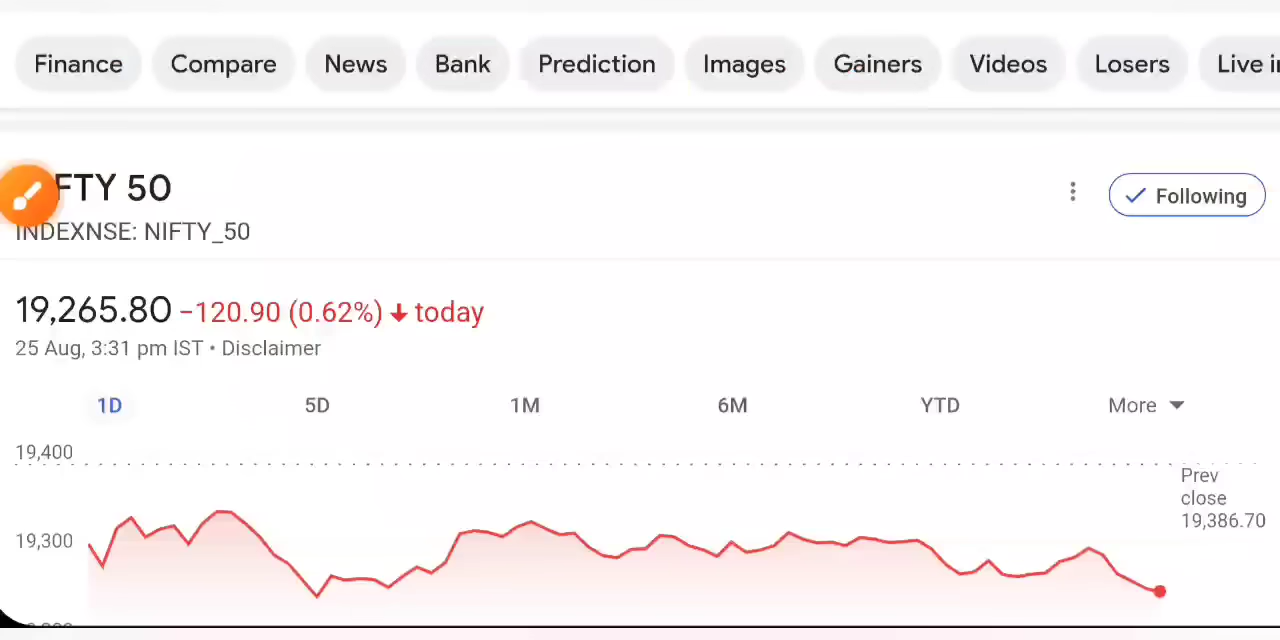 Finance Compare News Bank Prediction Images Gainers Videos Losers Live
FTY 50
Following
INDEXNSE: NIFTY_50
19,265.80 −120.90 (0.62%) ↓ today
25 Aug, 3:31 pm IST • Disclaimer
1D 5D 1M 6M YTD More
19,400
Prev
close
19,386.70
19,300